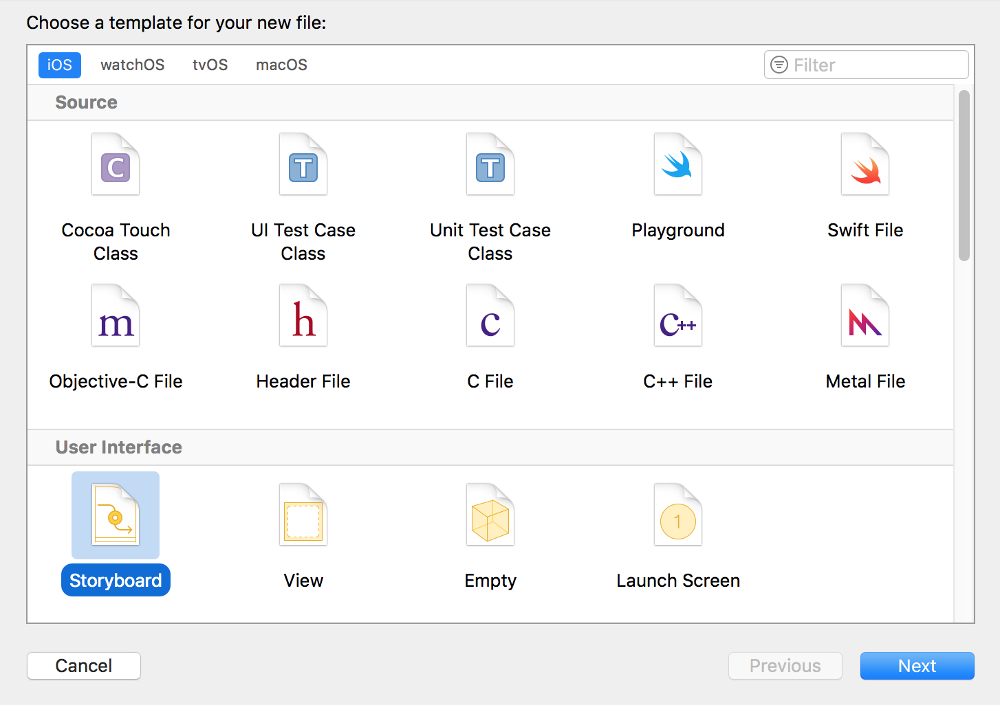 Choose a template for your new file:
iOS watchOS tvOS macOS Filter
Source
C T T
Cocoa Touch Class
UI Test Case Class
Unit Test Case Class
Playground
Swift File
m h c C++
Objective-C File
Header File
C File
C++ File
Metal File
User Interface
1
Storyboard
View
Empty
Launch Screen
Cancel Previous Next